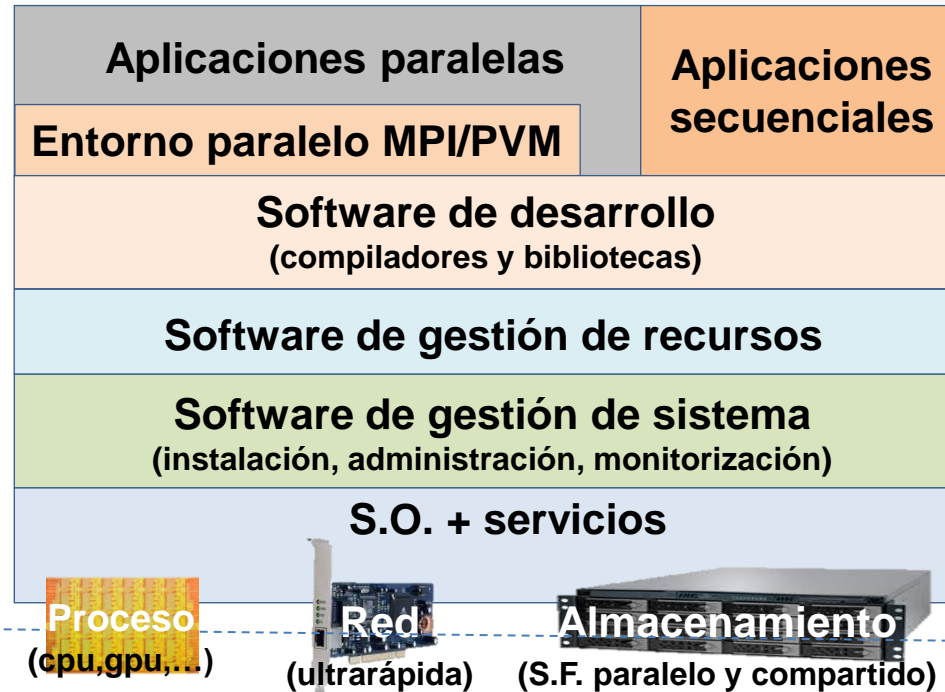 Aplicaciones paralelas
Aplicaciones
secuenciales
Entorno paralelo MPI/PVM
Software de desarrollo
(compiladores y bibliotecas)
Software de gestión de recursos
Software de gestión de sistema
(instalación, administración, monitorización)
S.O. + servicios
Proceso
(cpu,gpu,…)
Red
(ultrarápida)
Almacenamiento
(S.F. paralelo y compartido)